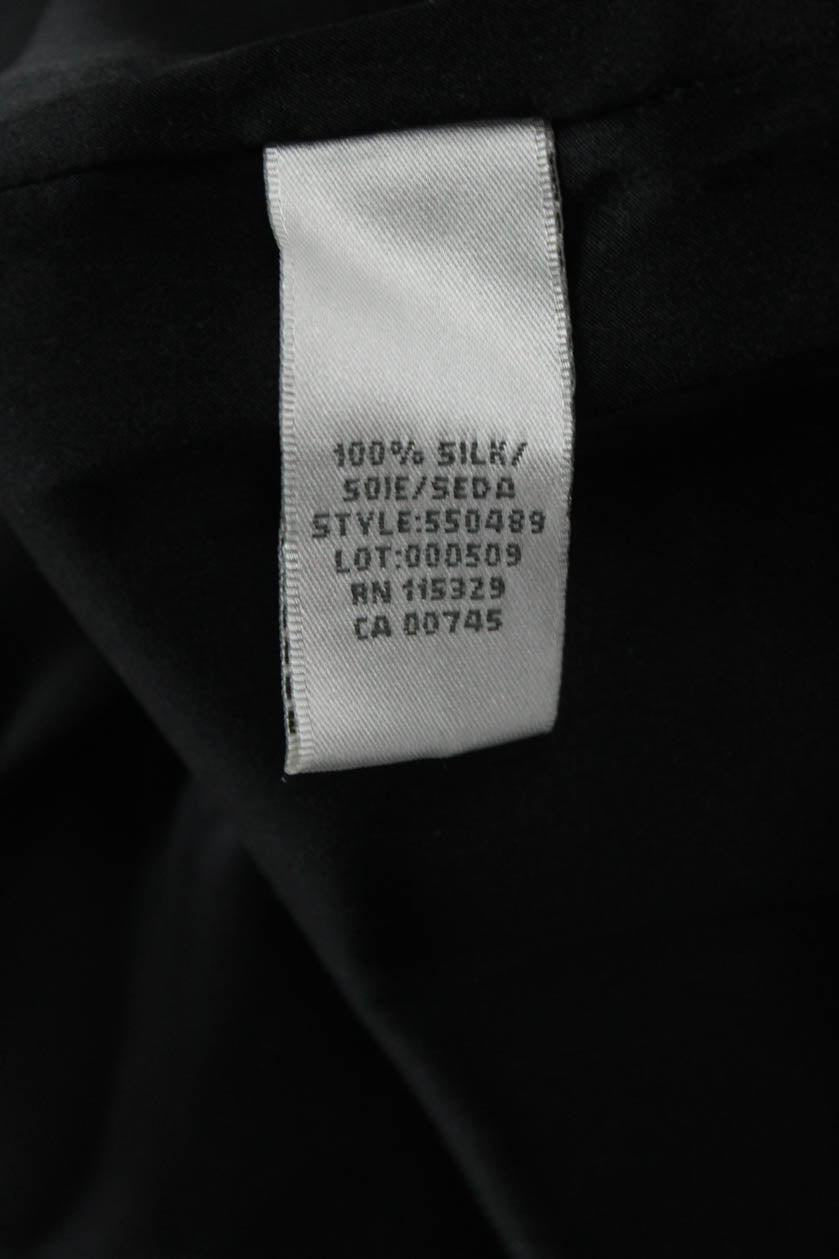 100% SILK/
SOIE/SEDA
STYLE:550489
LOT:000509
RN 115329
CA 00745